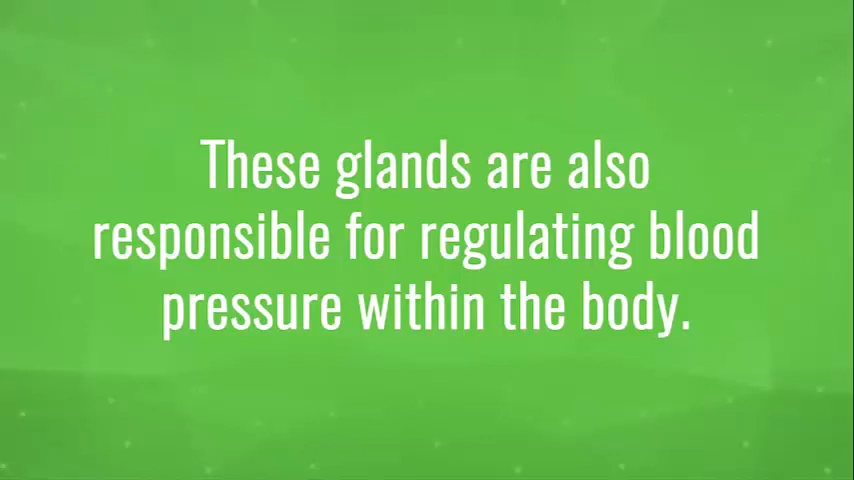 These glands are also
responsible for regulating blood
pressure within the body.